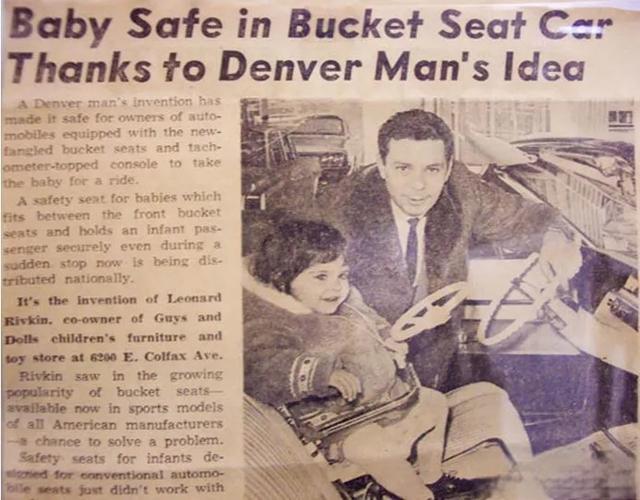 Baby Safe in Bucket Seat Car
Thanks to Denver Man's Idea
A Denver man's invention has
made it safe for owners of auto-
mobiles equipped with the new-
fangled bucket seats and tach-
ometer-topped console to take
the baby for a ride.
A safety seat for babies which
fits between the front bucket
seats and holds an infant pas-
senger securely even during a
sudden stop now is being dis-
tributed nationally.
It's the invention of Leonard
Rivkin, co-owner of Guys and
Dolls children's furniture and
toy store at 6200 E. Colfax Ave.
Rivkin saw in the growing
popularity of bucket seats—
available now in sports models
of all American manufacturers
—a chance to solve a problem.
Safety seats for infants de-
signed for conventional automo-
bile seats just didn't work with